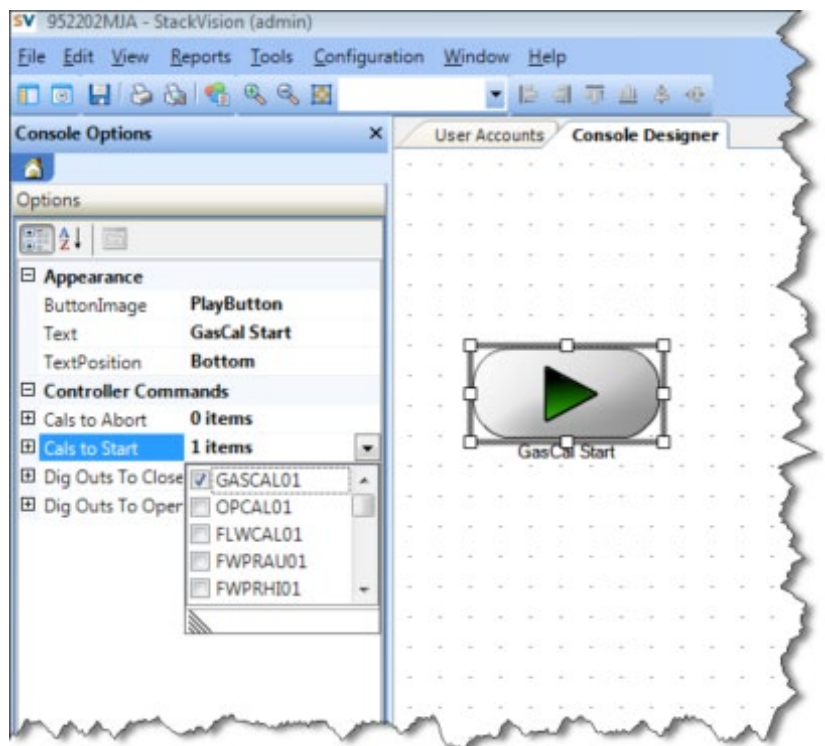 SV 952202MJA - StackVision (admin)
File Edit View Reports Tools Configuration Window Help
Console Options
User Accounts
Console Designer
Options
A
Z
Appearance
ButtonImage PlayButton
Text GasCal Start
TextPosition Bottom
Controller Commands
Cals to Abort 0 items
Cals to Start 1 items
Dig Outs To Close
Dig Outs To Oper
GASCAL01
OPCAL01
FLWCAL01
FWPRAU01
FWPRHI01
GasCal Start